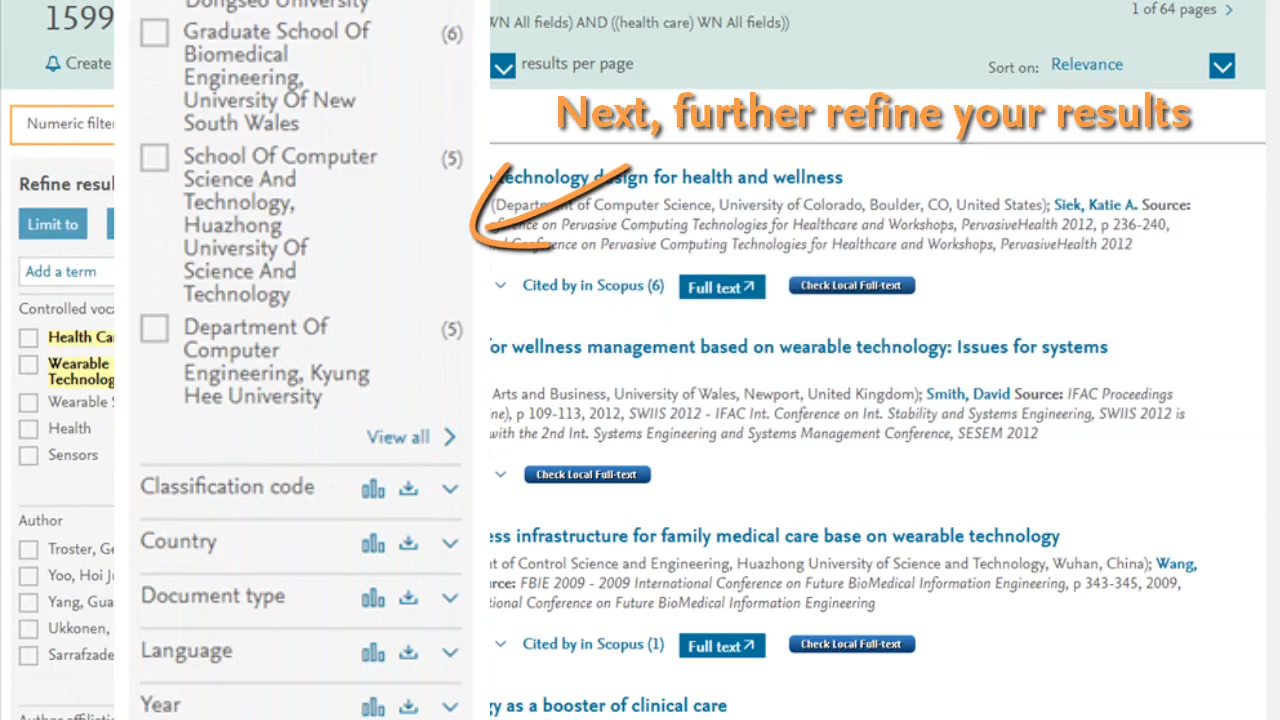 1599
Create
Numeric filter
Refine resul
Limit to
Add a term
Controlled voca
Health Ca
Wearable
Technolog
Wearable S
Health
Sensors
Author
Troster, Ge
Yoo, Hoi J
Yang, Gua
Ukkonen,
Sarrafzade
Author affiliatio
Dongseo University
Graduate School Of (6)
Biomedical
Engineering,
University Of New
South Wales
School Of Computer (5)
Science And
Technology,
Huazhong
University Of
Science And
Technology
Department Of (5)
Computer
Engineering, Kyung
Hee University
View all
Classification code
Country
Document type
Language
Year
WN All fields) AND ((health care) WN All fields))
1 of 64 pages
results per page
Sort on: Relevance
Next, further refine your results
technology design for health and wellness
(Department of Computer Science, University of Colorado, Boulder, CO, United States); Siek, Katie A. Source:
ference on Pervasive Computing Technologies for Healthcare and Workshops, PervasiveHealth 2012, p 236-240,
Conference on Pervasive Computing Technologies for Healthcare and Workshops, PervasiveHealth 2012
Cited by in Scopus (6) Full text Check Local Full-text
for wellness management based on wearable technology: Issues for systems
Arts and Business, University of Wales, Newport, United Kingdom); Smith, David Source: IFAC Proceedings
ne), p 109-113, 2012, SWIIS 2012 - IFAC Int. Conference on Int. Stability and Systems Engineering, SWIIS 2012 is
with the 2nd Int. Systems Engineering and Systems Management Conference, SESEM 2012
Check Local Full-text
ess infrastructure for family medical care base on wearable technology
nt of Control Science and Engineering, Huazhong University of Science and Technology, Wuhan, China); Wang,
urce: FBIE 2009 - 2009 International Conference on Future BioMedical Information Engineering, p 343-345, 2009,
tional Conference on Future BioMedical Information Engineering
Cited by in Scopus (1) Full text Check Local Full-text
gy as a booster of clinical care